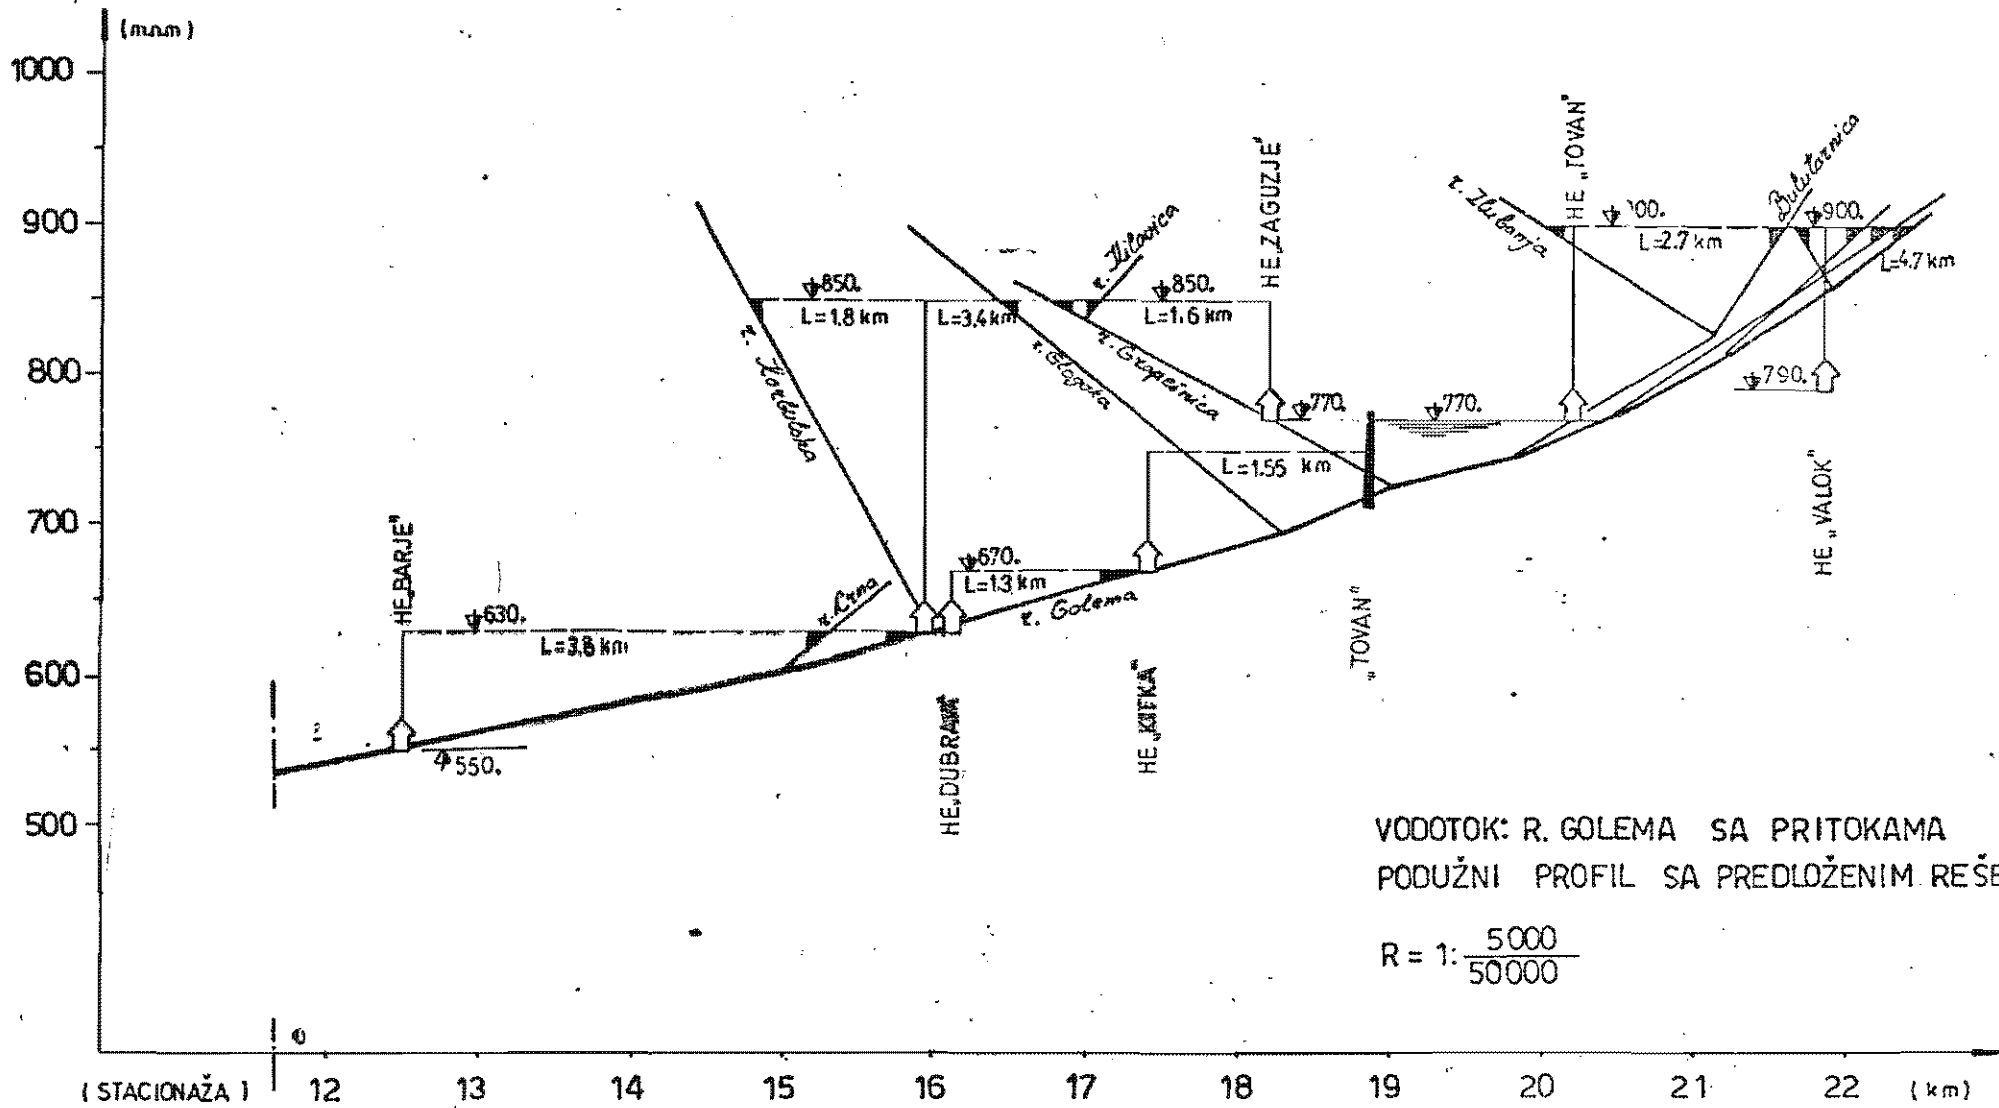 (m.n.m)
1000
900
800
700
600
500
HE „BARJE"
630.
L=3.8 km
550.
r. Crna
850.
L=1.8 km
L=3.4 km
670.
L=1.3 km
r. Golema
HE „DUBRAVA"
r. Gropešnica
850.
L=1.6 km
HE „ZAGUZJE"
770.
L=1.55 km
770.
„TOVAN"
HE „TOVAN"
L=2.7 km
900.
L=4.7 km
790.
HE „VALOK"
VODOTOK: R. GOLEMA SA PRITOKAMA
PODUŽNI PROFIL SA PREDLOŽENIM REŠE
R = 1: 5000
50000
(STACIONAŽA) 12 13 14 15 16 17 18 19 20 21 22 (km)